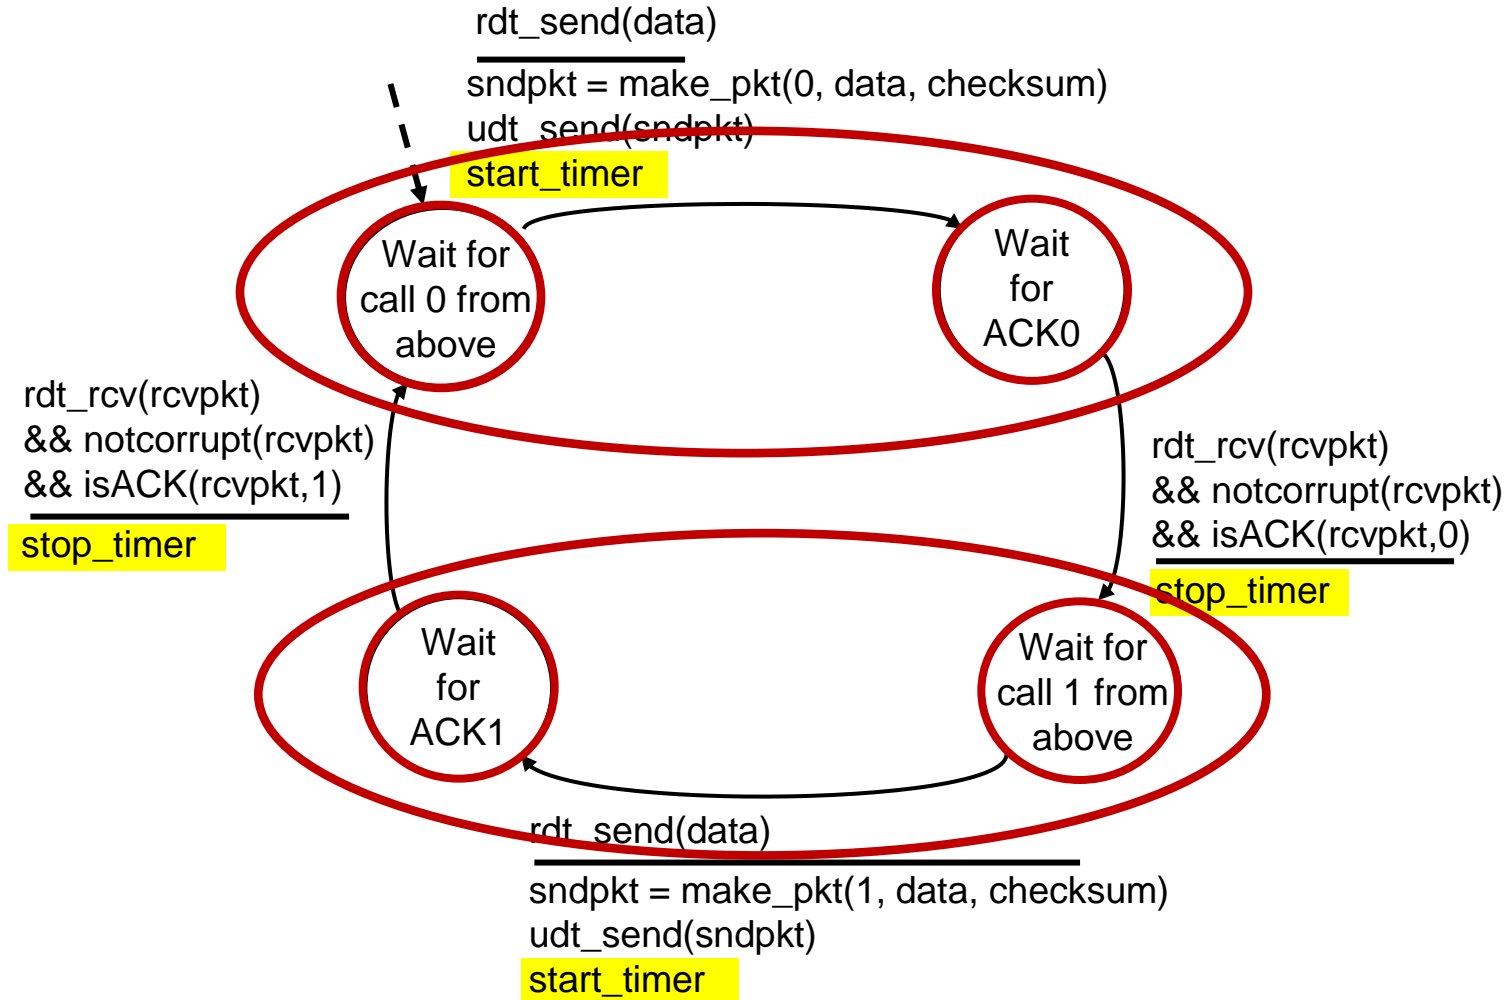 rdt_send(data)
sndpkt = make_pkt(0, data, checksum)
udt_send(sndpkt)
start_timer
Wait for
call 0 from
above
Wait
for
ACK0
rdt_rcv(rcvpkt)
&& notcorrupt(rcvpkt)
&& isACK(rcvpkt,1)
stop_timer
rdt_rcv(rcvpkt)
&& notcorrupt(rcvpkt)
&& isACK(rcvpkt,0)
stop_timer
Wait
for
ACK1
Wait for
call 1 from
above
rdt_send(data)
sndpkt = make_pkt(1, data, checksum)
udt_send(sndpkt)
start_timer